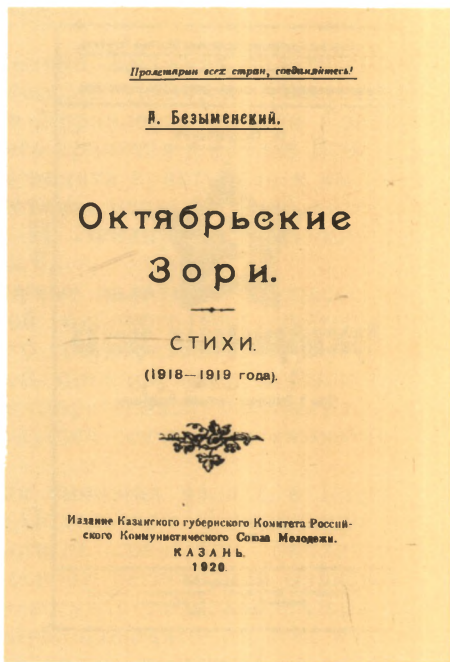 Пролетарии всех стран, соединяйтесь!
А. Безыменский.
Октябрьские
Зори.
СТИХИ.
(1918—1919 года).
Издание Казанского губернского Комитета Россий-
ского Коммунистического Союза Молодежи.
КАЗАНЬ.
1920.